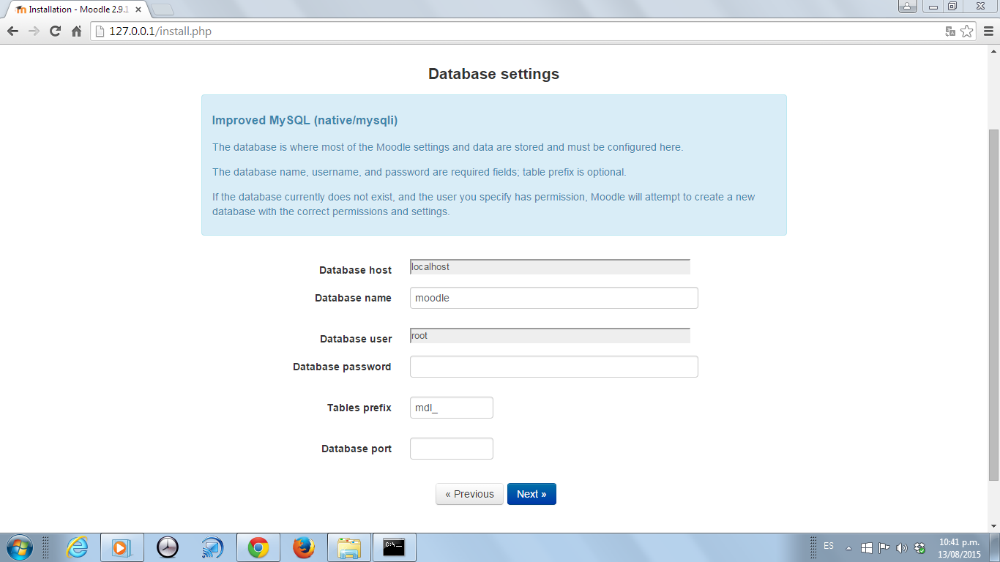 Installation - Moodle 2.9.1
127.0.0.1/install.php
Database settings
Improved MySQL (native/mysqli)
The database is where most of the Moodle settings and data are stored and must be configured here.
The database name, username, and password are required fields; table prefix is optional.
If the database currently does not exist, and the user you specify has permission, Moodle will attempt to create a new
database with the correct permissions and settings.
Database host localhost
Database name moodle
Database user root
Database password
Tables prefix mdl_
Database port
« Previous Next »
C:\_
ES
10:41 p.m.
13/08/2015